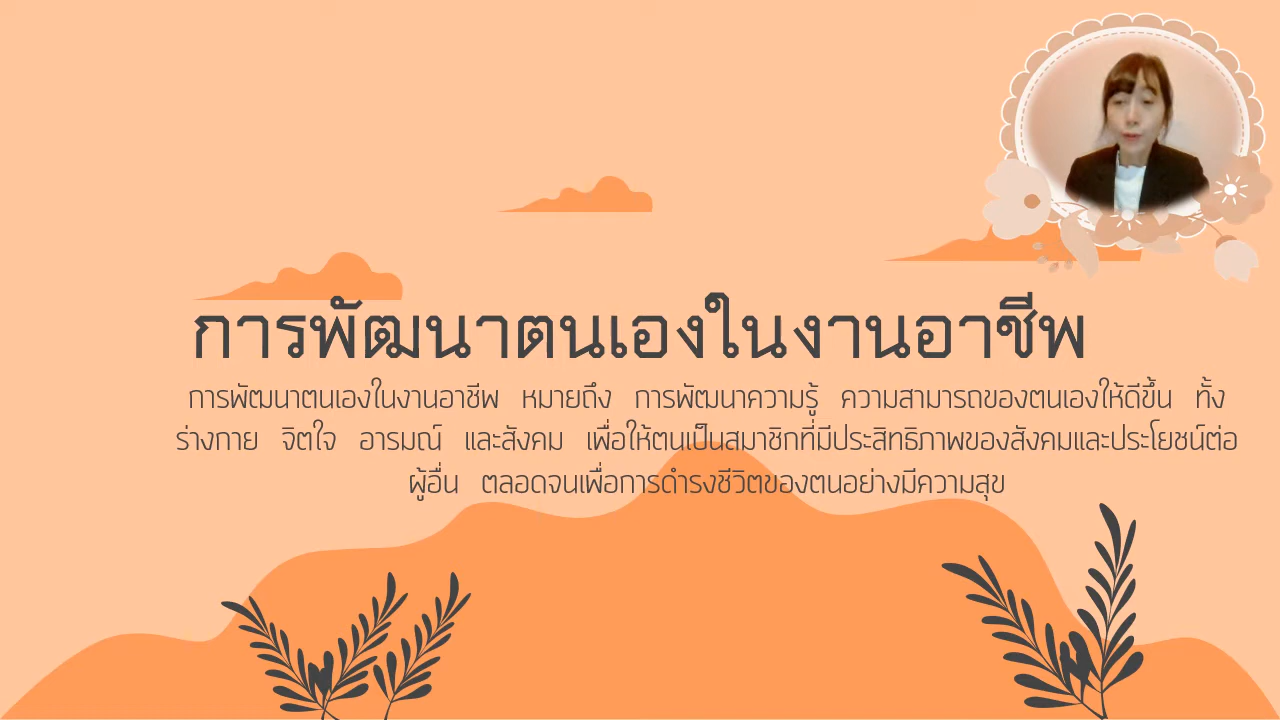 การพัฒนาตนเองในงานอาชีพ
การพัฒนาตนเองในงานอาชีพ หมายถึง การพัฒนาความรู้ ความสามารถของตนเองให้ดีขึ้น ทั้ง
ร่างกาย จิตใจ อารมณ์ และสังคม เพื่อให้ตนเป็นสมาชิกที่มีประสิทธิภาพของสังคมและประโยชน์ต่อ
ผู้อื่น ตลอดจนเพื่อการดำรงชีวิตของตนอย่างมีความสุข